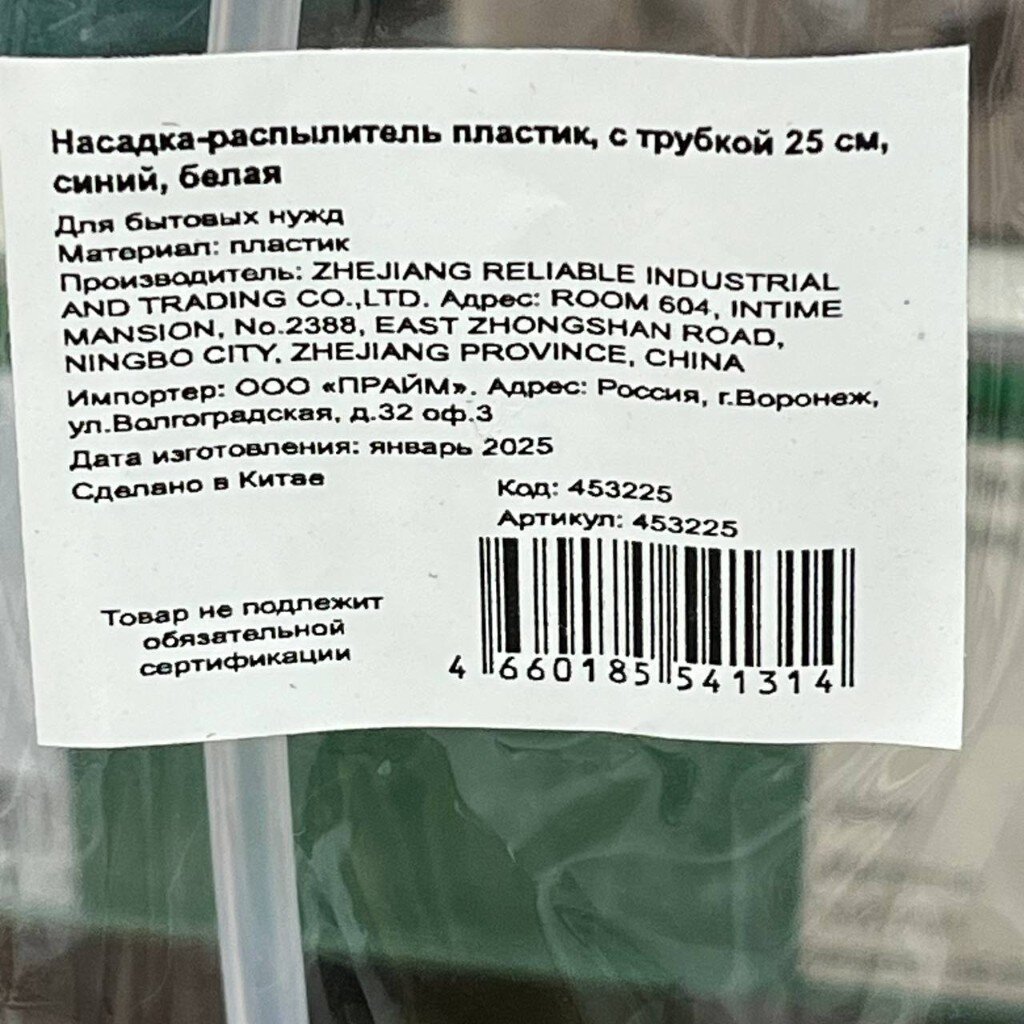 Насадка-распылитель пластик, с трубкой 25 см,
синий, белая
Для бытовых нужд
Материал: пластик
Производитель: ZHEJIANG RELIABLE INDUSTRIAL
AND TRADING CO.,LTD. Адрес: ROOM 604, INTIME
MANSION, No.2388, EAST ZHONGSHAN ROAD,
NINGBO CITY, ZHEJIANG PROVINCE, CHINA
Импортер: ООО «ПРАЙМ». Адрес: Россия, г.Воронеж,
ул.Волгоградская, д.32 оф.3
Дата изготовления: январь 2025
Сделано в Китае
Код: 453225
Артикул: 453225
Товар не подлежит
обязательной
сертификации
4 660185 541314